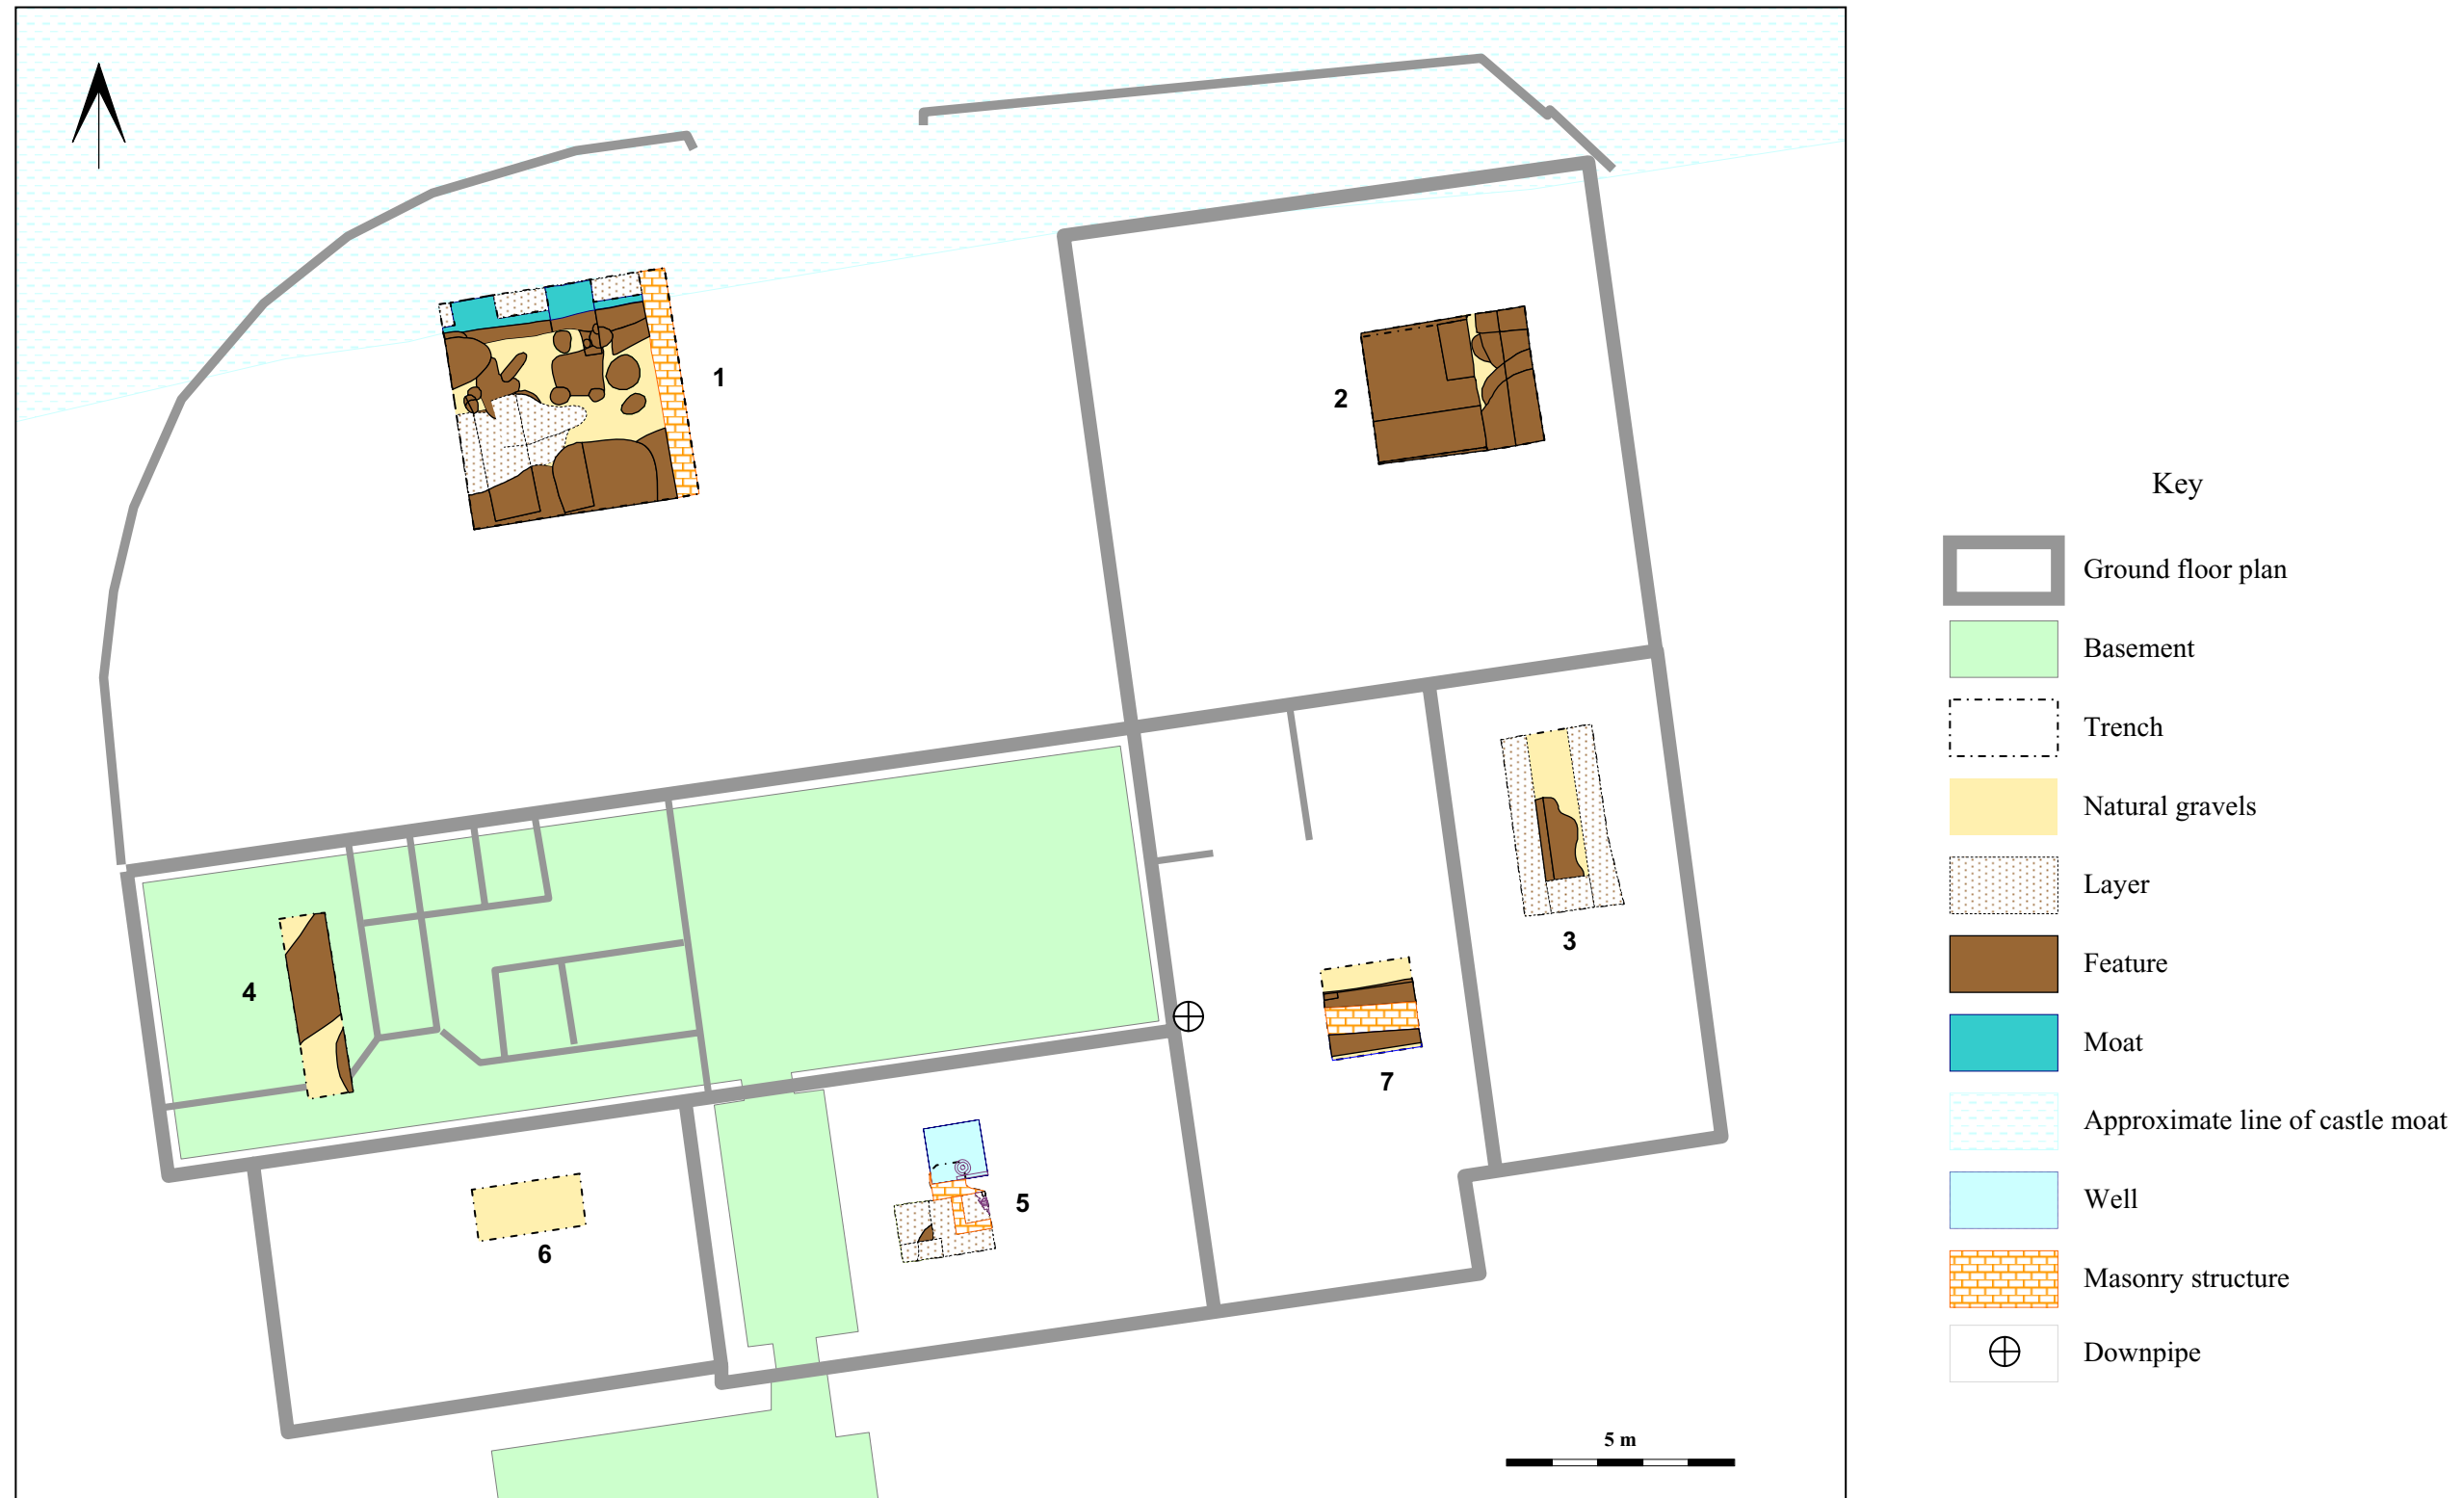 1
2
3
4
5
6
7
5 m
Key
Ground floor plan
Basement
Trench
Natural gravels
Layer
Feature
Moat
Approximate line of castle moat
Well
Masonry structure
Downpipe